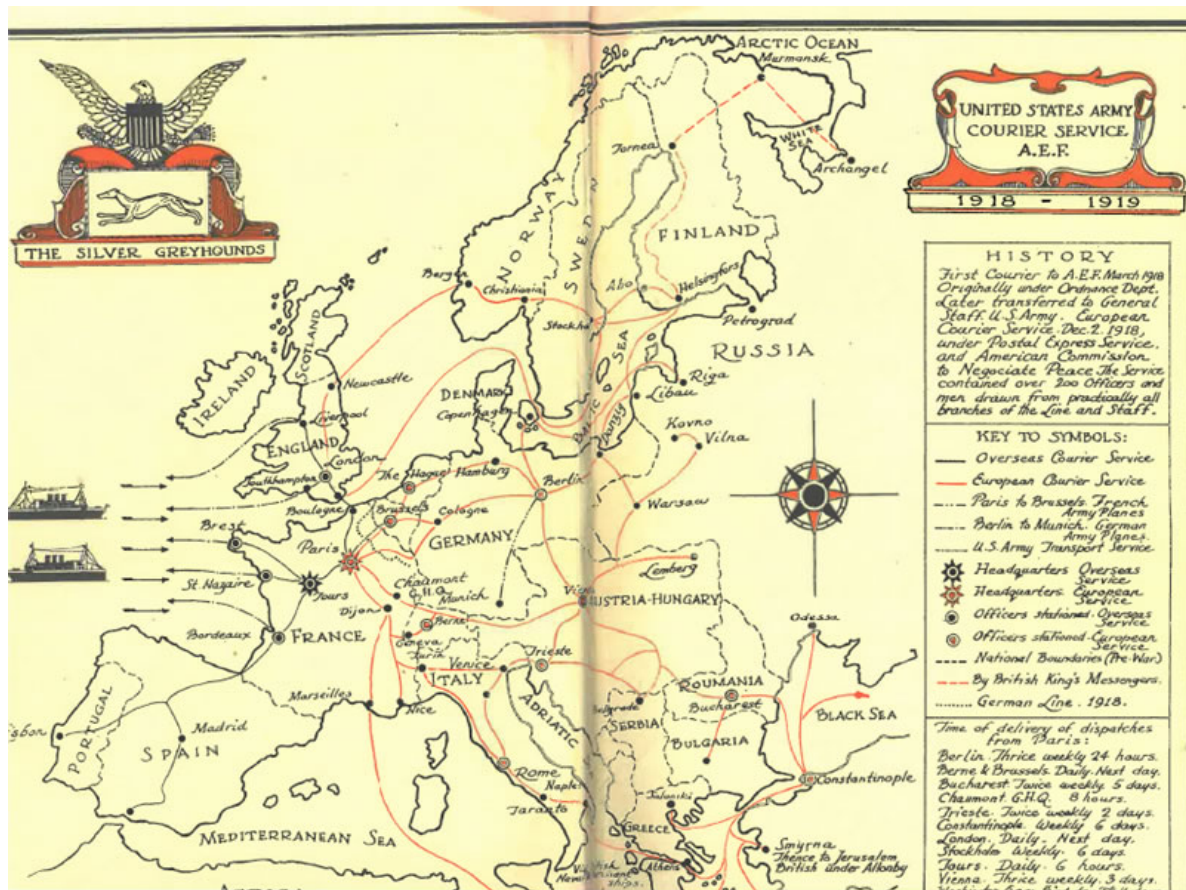 THE SILVER GREYHOUNDS
UNITED STATES ARMY
COURIER SERVICE
A.E.F.
1918 - 1919
HISTORY
First Courier to A.E.F. March 1918
Originally under Ordnance Dept.
Later transferred to General
Staff. U.S. Army. European
Courier Service. Dec. 2. 1918,
under Postal Express Service.
and American Commission
to Negociate Peace. The Service
contained over 200 Officers and
men drawn from practically all
branches of the Line and Staff.
KEY TO SYMBOLS:
Overseas Courier Service
European Courier Service
Paris to Brussels. French
Army Planes
Berlin to Munich. German
Army Planes.
U.S. Army Transport Service
Headquarters Overseas
Service
Headquarters European
Service
Officers stationed Overseas
Service
Officers stationed European
Service
National Boundaries (Pre-War)
By British King's Messengers.
German Line. 1918.
Time of delivery of dispatches
from Paris:
Berlin. Thrice weekly 24 hours.
Berne & Brussels. Daily. Next day.
Bucharest. Twice weekly 5 days.
Chaumont. G.H.Q. 8 hours.
Trieste. Twice weekly 2 days.
Constantinople. Weekly 6 days.
London. Daily. Next day.
Stockholm Weekly. 6 days.
Tours. Daily. 6 hours.
Vienna. Thrice weekly. 3 days.
ARCTIC OCEAN
Murmansk
WHITE
SEA
Archangel
Tornea
NORWAY
SWEDEN
FINLAND
Bergen
Christiania
Abo
Helsingfors
Stockho
Petrograd
RUSSIA
SCOTLAND
IRELAND
Newcastle
Liverpool
ENGLAND
London
Southampton
DENMARK
Copenhagen
BALTIC SEA
Riga
Libau
Danzig
Kovno
Vilna
The Hague
Hamburg
Berlin
Warsaw
Boulogne
Brussels
Cologne
GERMANY
Brest
Paris
St. Nazaire
Tours
Chaumont
G.H.Q.
Munich
Lemberg
Vien
AUSTRIA-HUNGARY
Dijon
Berne
Geneva
Bordeaux
FRANCE
Turin
Venice
Trieste
ITALY
Odessa
ROUMANIA
Bucharest
BLACK SEA
Belgrade
SERBIA
BULGARIA
Marseilles
Nice
ADRIATIC
PORTUGAL
isbon
Madrid
SPAIN
Rome
Naples
Taranto
Constantinople
Saloniki
GREECE
Athens
Smyrna
Thence to Jerusalem
British under Allenby
MEDITERRANEAN SEA
ships.